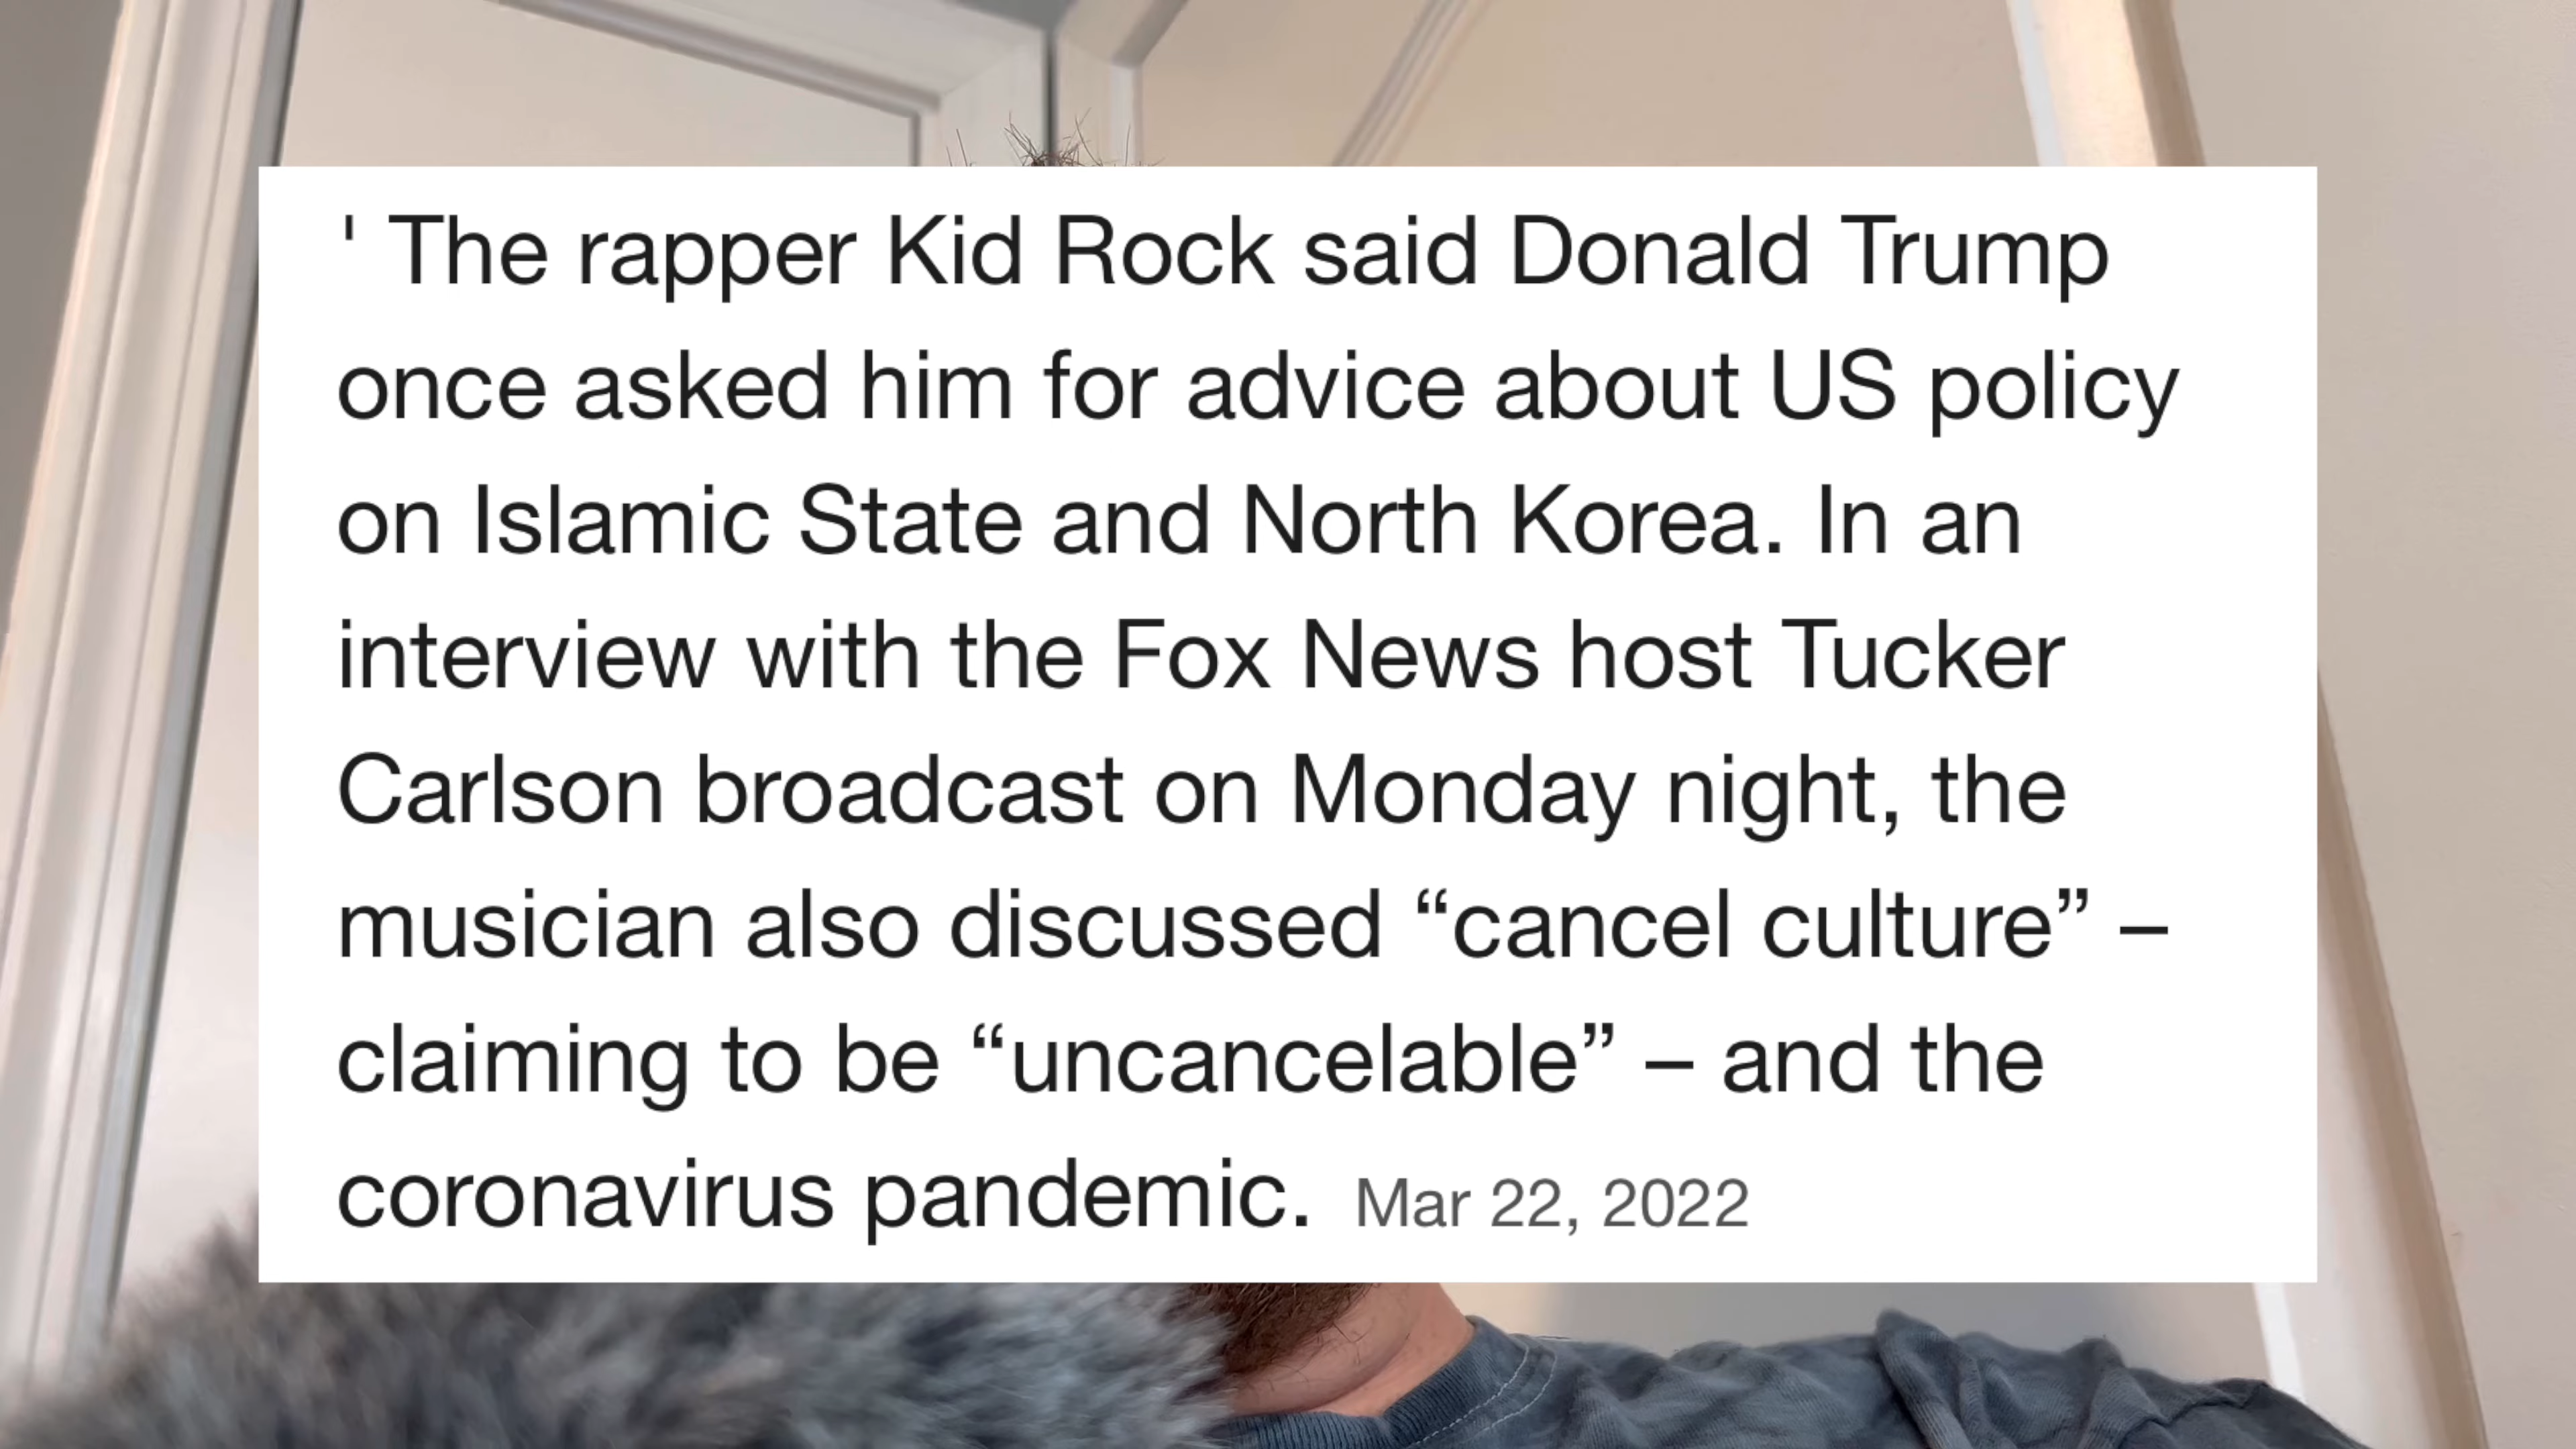 ' The rapper Kid Rock said Donald Trump
once asked him for advice about US policy
on Islamic State and North Korea. In an
interview with the Fox News host Tucker
Carlson broadcast on Monday night, the
musician also discussed “cancel culture” –
claiming to be “uncancelable” – and the
coronavirus pandemic. Mar 22, 2022